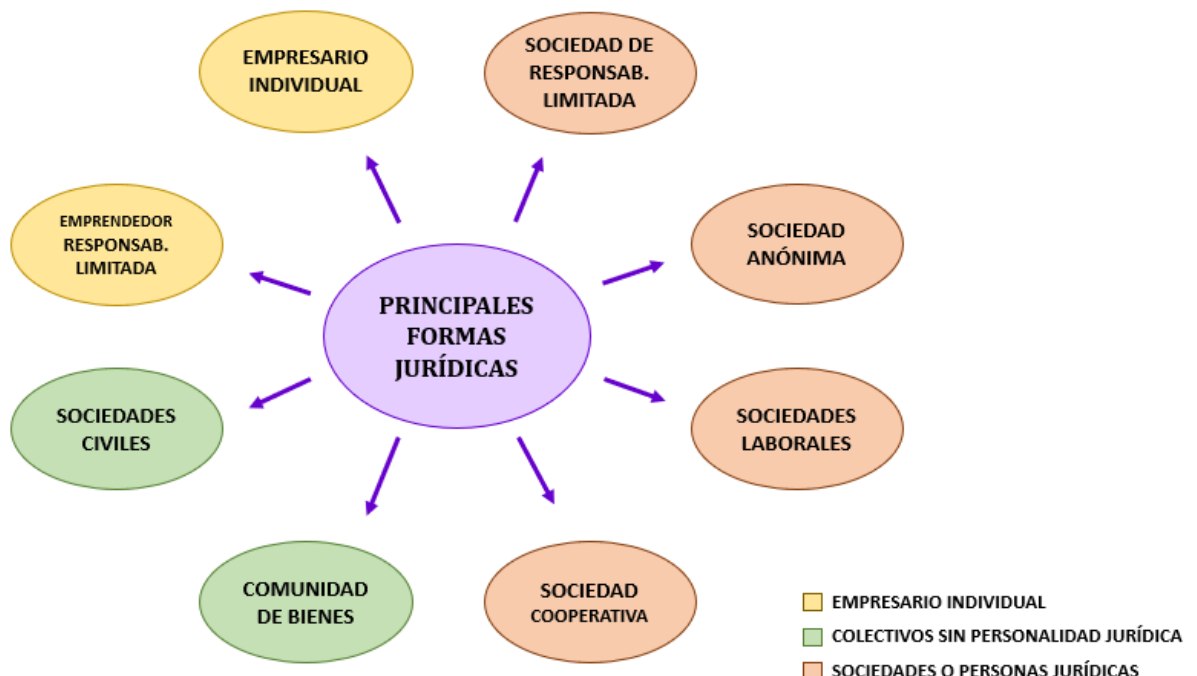 EMPRESARIO
INDIVIDUAL
SOCIEDAD DE
RESPONSAB.
LIMITADA
EMPRENDEDOR
RESPONSAB.
LIMITADA
SOCIEDAD
ANÓNIMA
PRINCIPALES
FORMAS
JURÍDICAS
SOCIEDADES
CIVILES
SOCIEDADES
LABORALES
COMUNIDAD
DE BIENES
SOCIEDAD
COOPERATIVA
EMPRESARIO INDIVIDUAL
COLECTIVOS SIN PERSONALIDAD JURÍDICA
SOCIEDADES O PERSONAS JURÍDICAS